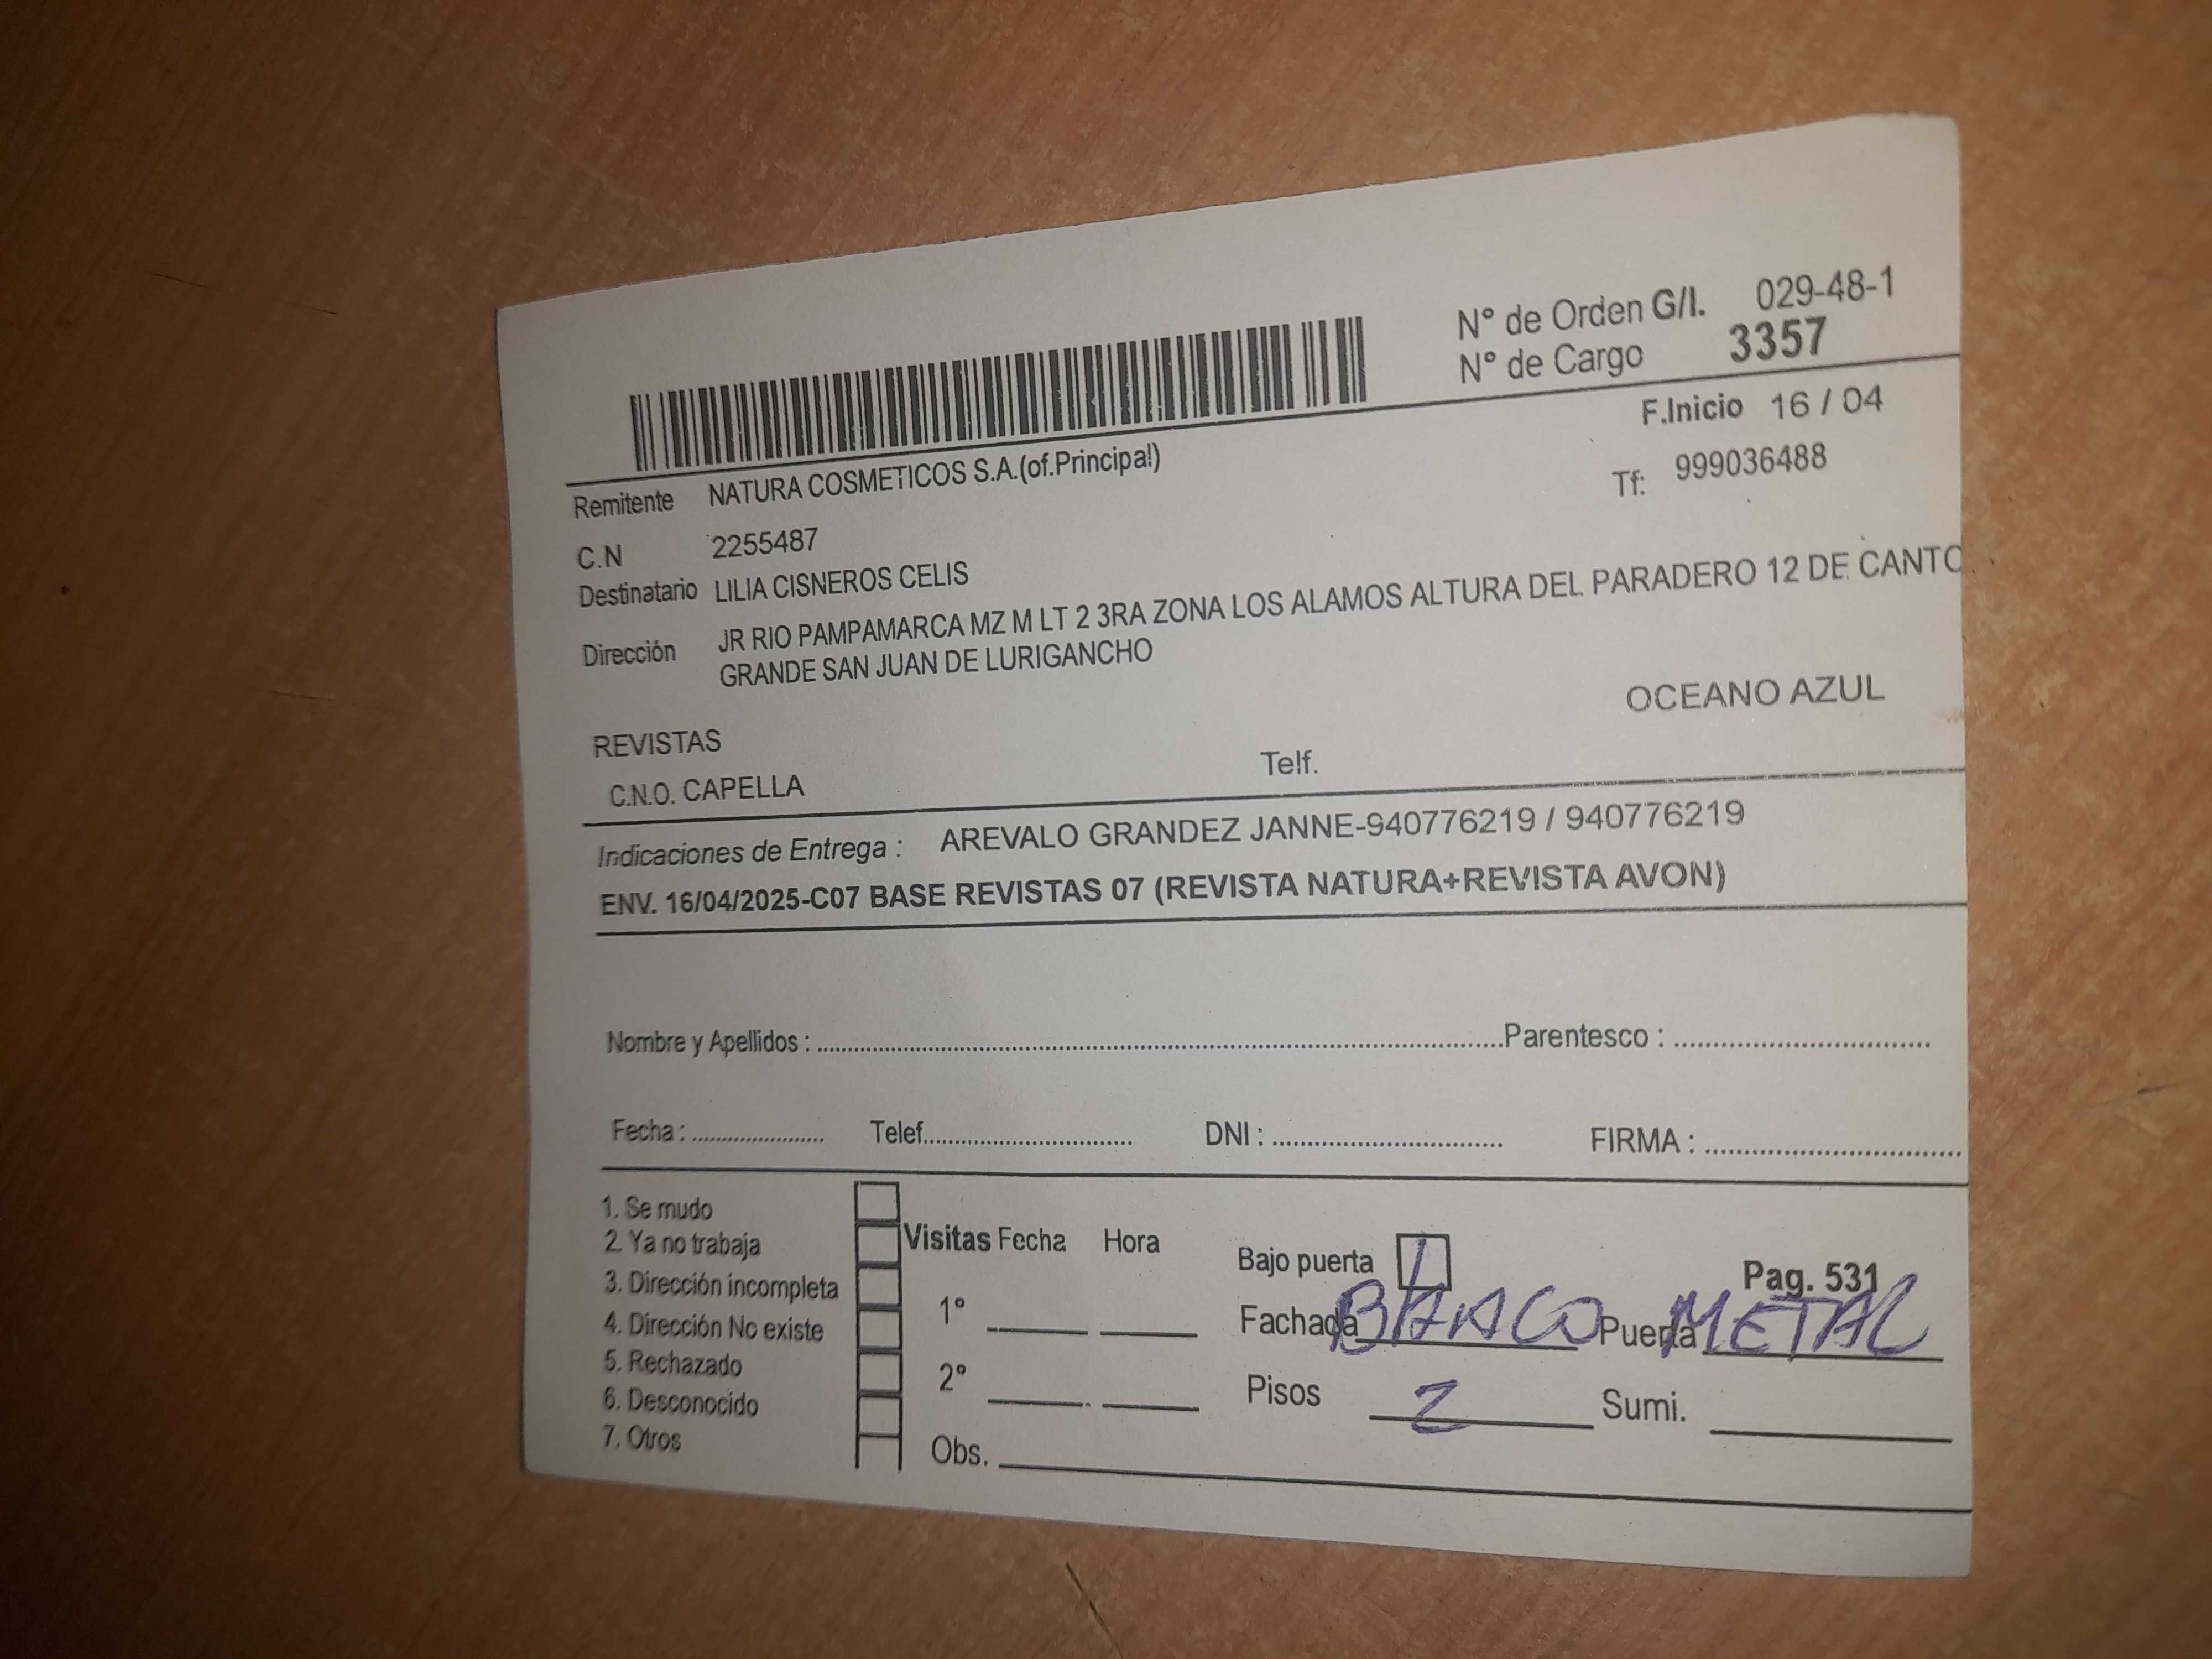 N° de Orden G/I. 029-48-1
N° de Cargo 3357
F.Inicio 16 / 04
Remitente NATURA COSMETICOS S.A.(of.Principal)
Tf: 999036488
C.N 2255487
Destinatario LILIA CISNEROS CELIS
Dirección JR RIO PAMPAMARCA MZ M LT 2 3RA ZONA LOS ALAMOS ALTURA DEL PARADERO 12 DE CANTO
GRANDE SAN JUAN DE LURIGANCHO
OCEANO AZUL
REVISTAS
C.N.O. CAPELLA Telf.
Indicaciones de Entrega : AREVALO GRANDEZ JANNE-940776219 / 940776219
ENV. 16/04/2025-C07 BASE REVISTAS 07 (REVISTA NATURA+REVISTA AVON)
Nombre y Apellidos : Parentesco :
Fecha : Telef. DNI : FIRMA :
1. Se mudo
2. Ya no trabaja
3. Dirección incompleta
4. Dirección No existe
5. Rechazado
6. Desconocido
7. Otros
Visitas Fecha Hora
1°
2°
Obs.
Bajo puerta Pag. 531
Fachada BLANCO Puerta METAL
Pisos 2 Sumi.